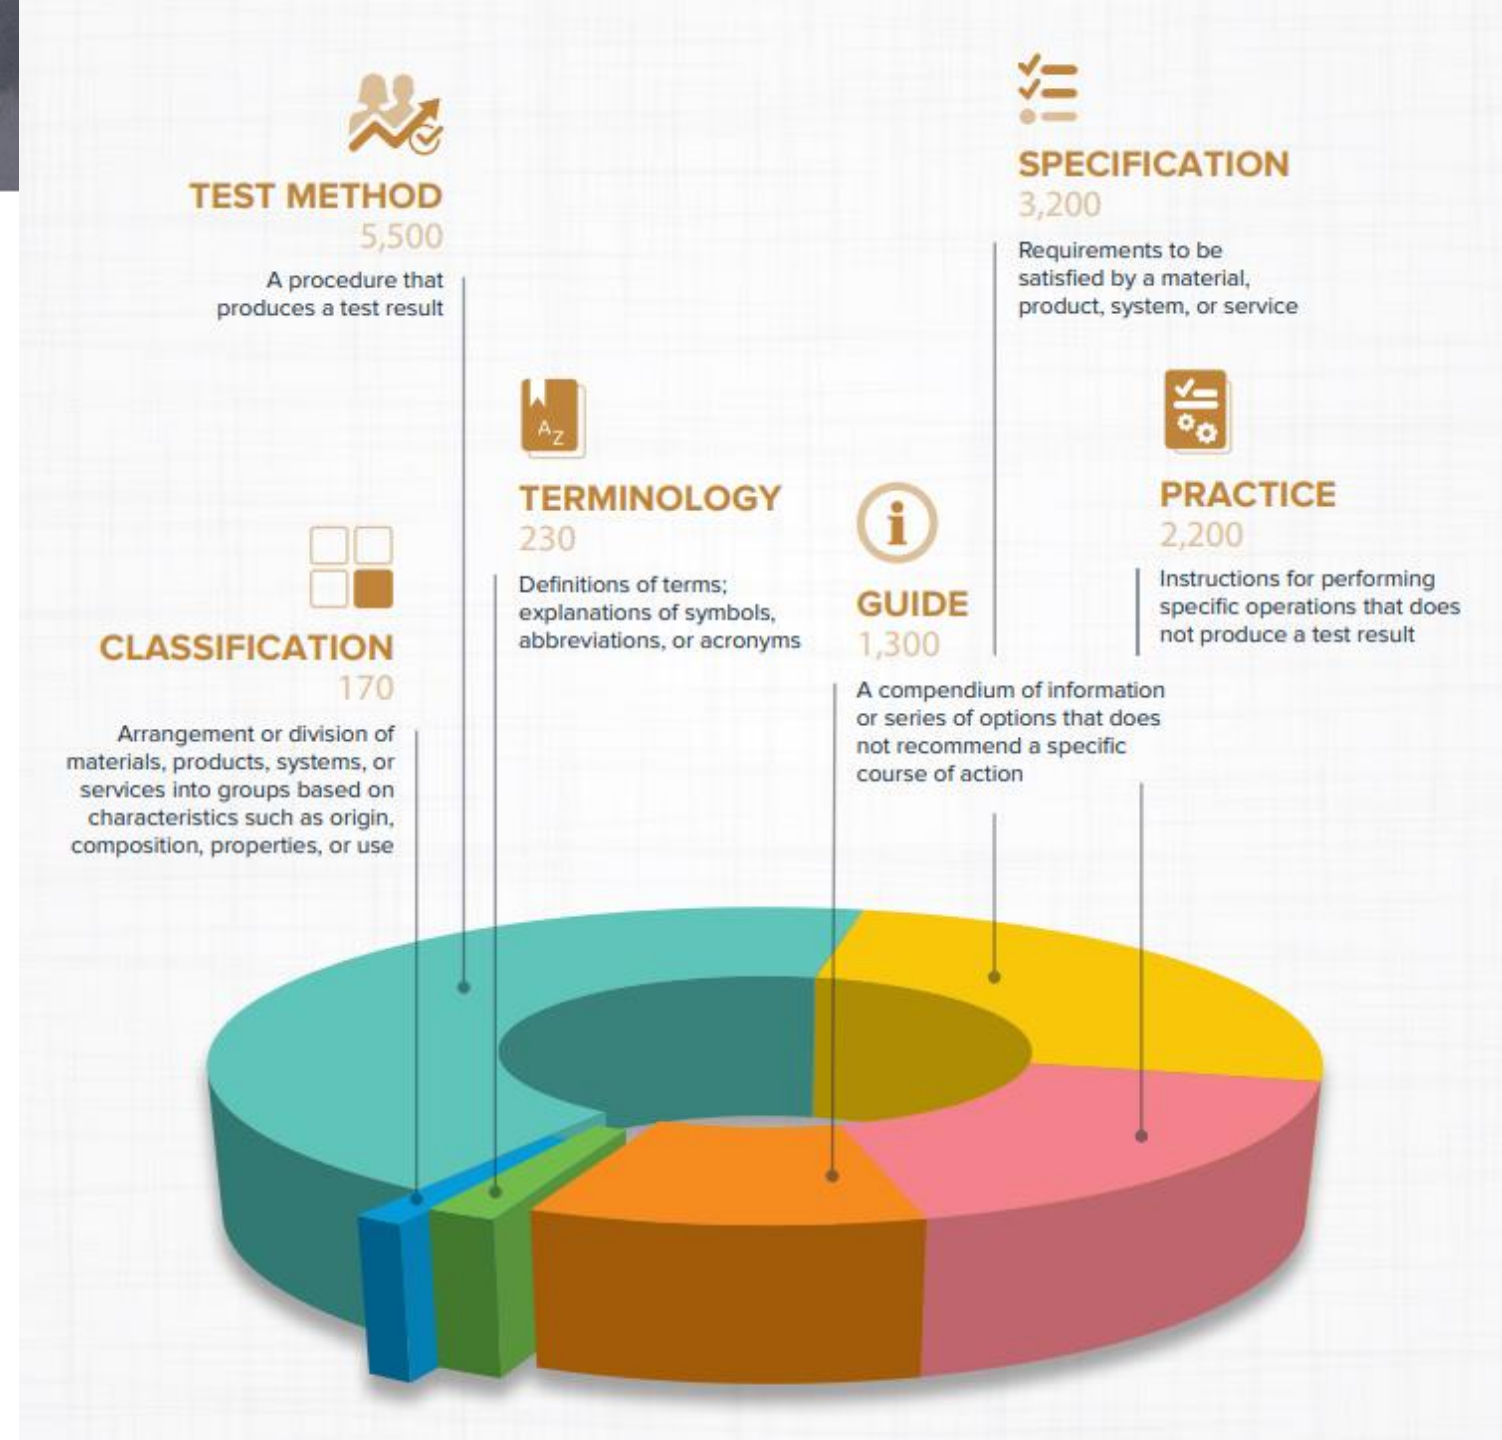 TEST METHOD
5,500
A procedure that
produces a test result
SPECIFICATION
3,200
Requirements to be
satisfied by a material,
product, system, or service
A
Z
TERMINOLOGY
230
Definitions of terms;
explanations of symbols,
abbreviations, or acronyms
i
GUIDE
1,300
A compendium of information
or series of options that does
not recommend a specific
course of action
PRACTICE
2,200
Instructions for performing
specific operations that does
not produce a test result
CLASSIFICATION
170
Arrangement or division of
materials, products, systems, or
services into groups based on
characteristics such as origin,
composition, properties, or use